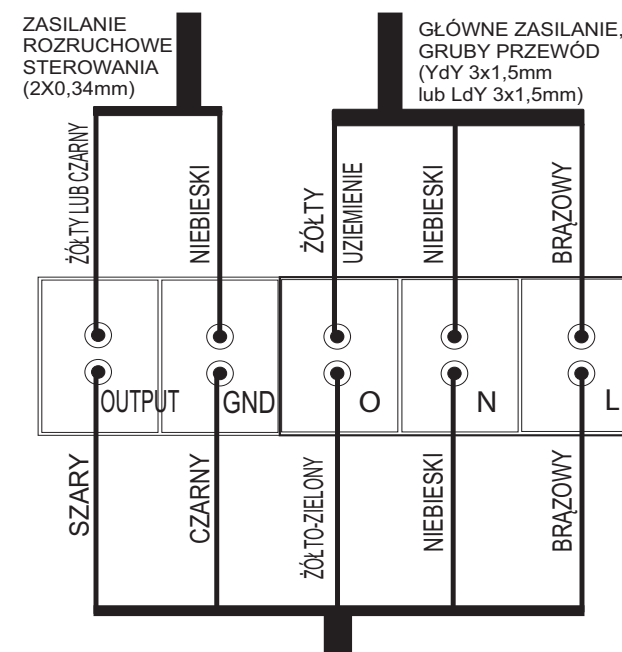 ZASILANIE
ROZRUCHOWE
STEROWANIA
(2X0,34mm)
GŁÓWNE ZASILANIE,
GRUBY PRZEWÓD
(YdY 3x1,5mm
lub LdY 3x1,5mm)
ŻÓŁTY LUB CZARNY
NIEBIESKI
ŻÓŁTY
UZIEMIENIE
NIEBIESKI
BRĄZOWY
OUTPUT
GND
O
N
L
SZARY
CZARNY
ŻÓŁTO-ZIELONY
NIEBIESKI
BRĄZOWY